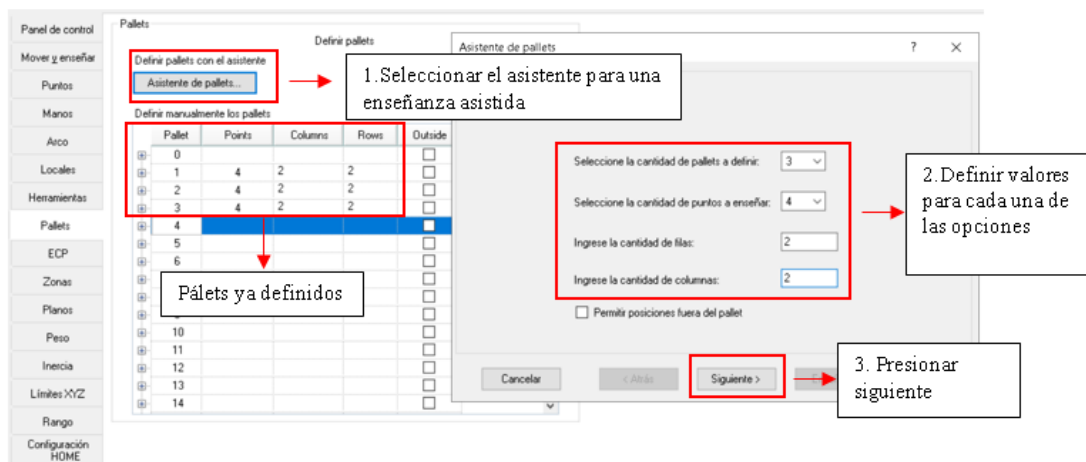 Panel de control
Mover y enseñar
Puntos
Manos
Arco
Locales
Herramientas
Pallets
ECP
Zonas
Planos
Peso
Inercia
Límites XYZ
Rango
Configuración
HOME
Pallets
Definir pallets
Definir pallets con el asistente
Asistente de pallets...
1.Seleccionar el asistente para una
enseñanza asistida
Definir manualmente los pallets
Pallet Points Columns Rows Outside
0
1 4 2 2
2 4 2 2
3 4 2 2
4
5
6
10
11
12
13
14
Pálets ya definidos
Asistente de pallets
? ×
Seleccione la cantidad de pallets a definir: 3
Seleccione la cantidad de puntos a enseñar: 4
Ingrese la cantidad de filas: 2
Ingrese la cantidad de columnas: 2
Permitir posiciones fuera del pallet
2.Definir valores
para cada una de
las opciones
Cancelar
< Atrás
Siguiente >
3. Presionar
siguiente